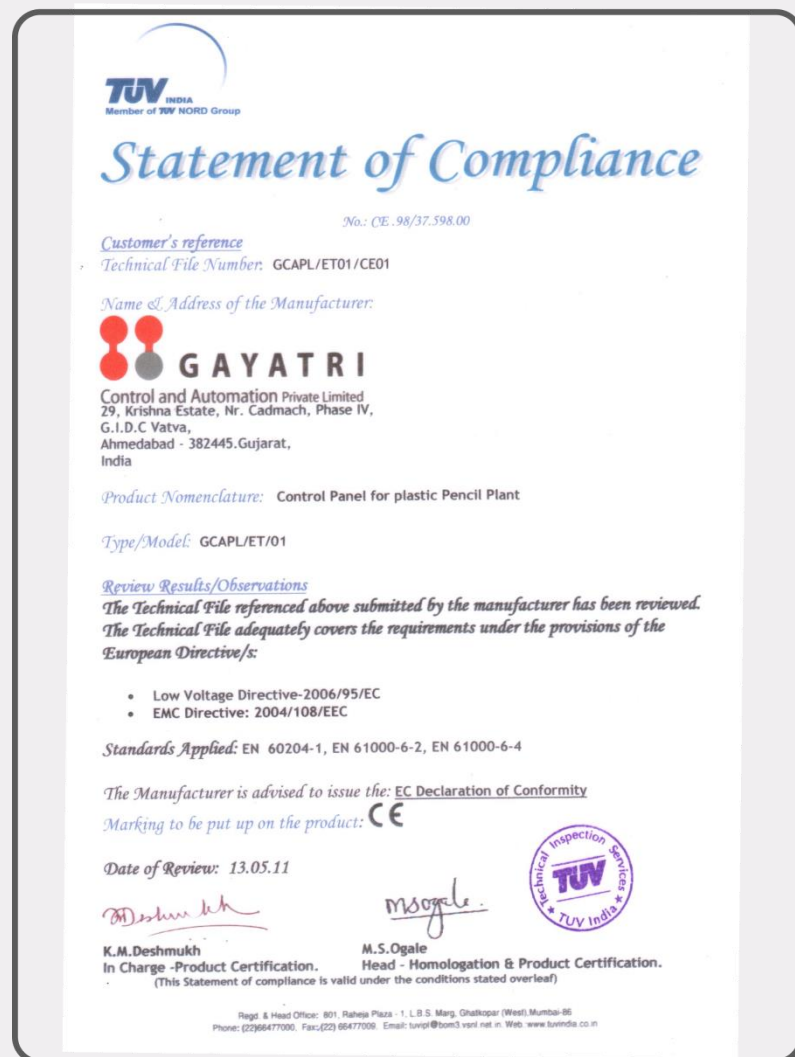 TUV INDIA
Member of TUV NORD Group
Statement of Compliance
No.: CE .98/37.598.00
Customer's reference
Technical File Number: GCAPL/ET01/CE01
Name & Address of the Manufacturer:
GAYATRI
Control and Automation Private Limited
29, Krishna Estate, Nr. Cadmach, Phase IV,
G.I.D.C Vatva,
Ahmedabad - 382445.Gujarat,
India
Product Nomenclature: Control Panel for plastic Pencil Plant
Type/Model: GCAPL/ET/01
Review Results/Observations
The Technical File referenced above submitted by the manufacturer has been reviewed.
The Technical File adequately covers the requirements under the provisions of the
European Directive/s:
• Low Voltage Directive-2006/95/EC
• EMC Directive: 2004/108/EEC
Standards Applied: EN 60204-1, EN 61000-6-2, EN 61000-6-4
The Manufacturer is advised to issue the: EC Declaration of Conformity
Marking to be put up on the product: CE
Date of Review: 13.05.11
Technical Inspection Services
TUV
TUV India
Deshmukh
msogale.
K.M.Deshmukh
In Charge -Product Certification.
M.S.Ogale
Head - Homologation & Product Certification.
(This Statement of compliance is valid under the conditions stated overleaf)
Regd. & Head Office: 801, Raheja Plaza - 1, L.B.S. Marg, Ghatkopar (West),Mumbai-86
Phone: (22)66477000, Fax:(22) 66477009, Email: tuvipl@bom3.vsnl.net.in Web: www.tuvindia.co.in